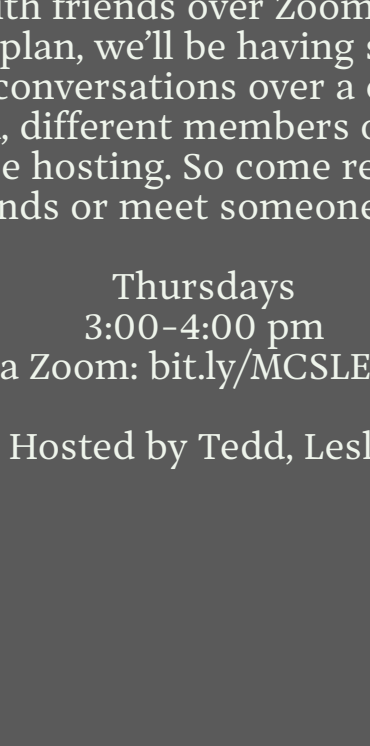 ith friends over Zoom
plan, we'll be having s
conversations over a c
, different members o
e hosting. So come re
nds or meet someone
Thursdays
3:00-4:00 pm
a Zoom: bit.ly/MCSLE
Hosted by Tedd, Lesl